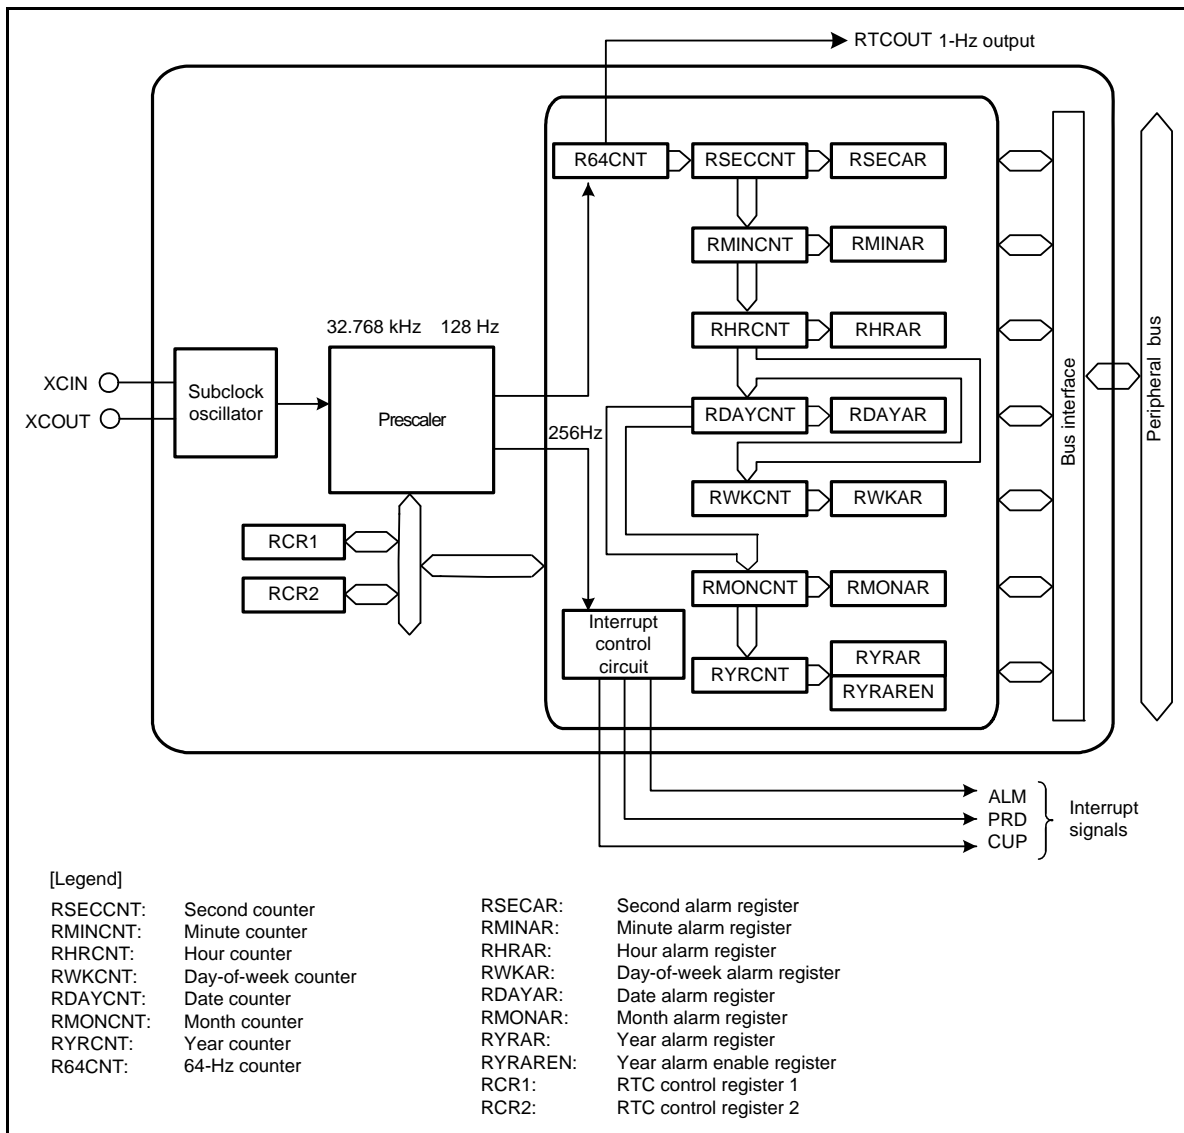 RTCOUT 1-Hz output
R64CNT
RSECCNT
RSECAR
RMINCNT
RMINAR
32.768 kHz
128 Hz
RHRCNT
RHRAR
XCIN
XCOUT
Subclock
oscillator
Prescaler
256Hz
RDAYCNT
RDAYAR
RWKCNT
RWKAR
Bus interface
Peripheral bus
RCR1
RCR2
RMONCNT
RMONAR
Interrupt
control
circuit
RYRCNT
RYRAR
RYRAREN
ALM
PRD
CUP
Interrupt
signals
[Legend]
RSECCNT: Second counter
RMINCNT: Minute counter
RHRCNT: Hour counter
RWKCNT: Day-of-week counter
RDAYCNT: Date counter
RMONCNT: Month counter
RYRCNT: Year counter
R64CNT: 64-Hz counter
RSECAR: Second alarm register
RMINAR: Minute alarm register
RHRAR: Hour alarm register
RWKAR: Day-of-week alarm register
RDAYAR: Date alarm register
RMONAR: Month alarm register
RYRAR: Year alarm register
RYRAREN: Year alarm enable register
RCR1: RTC control register 1
RCR2: RTC control register 2